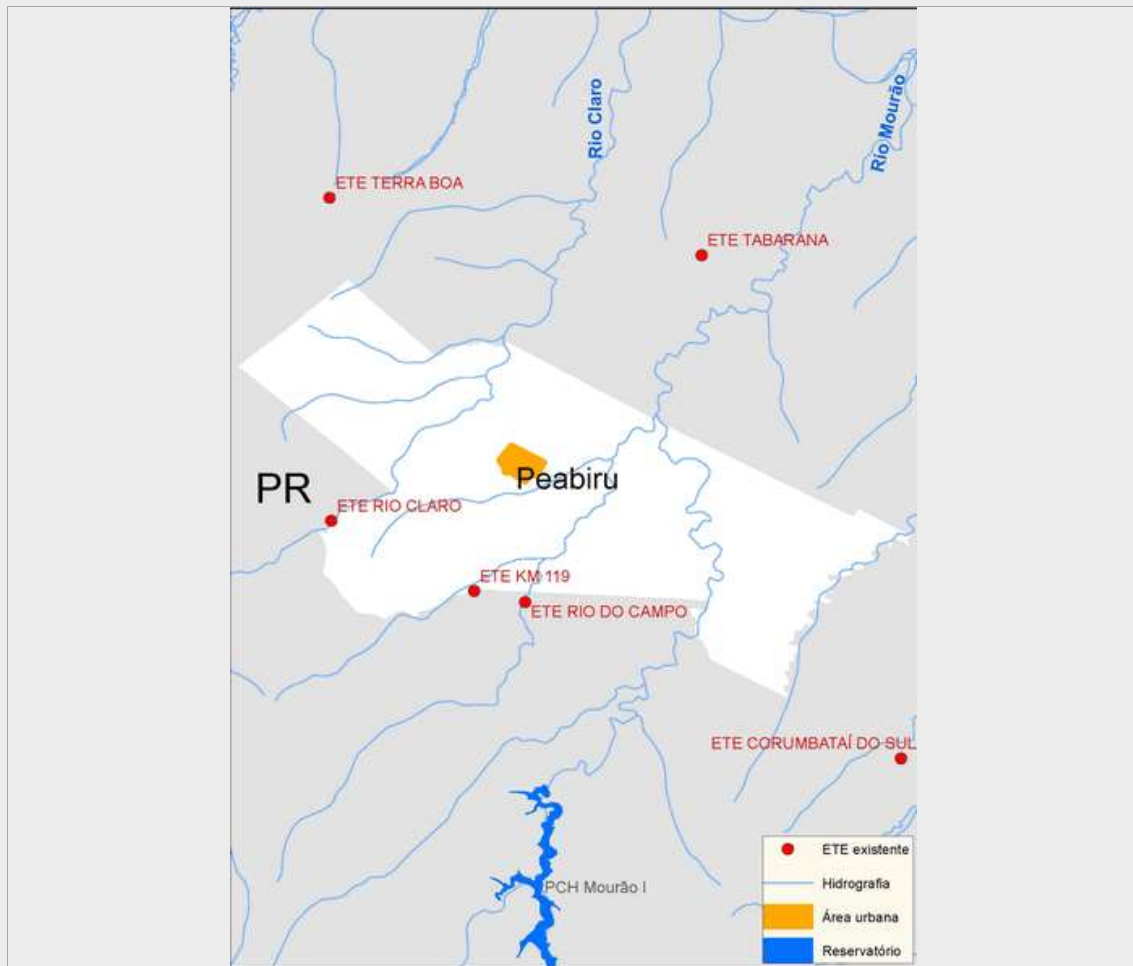 Rio Claro
Rio Mourão
ETE TERRA BOA
ETE TABARANA
Peabiru
PR
ETE RIO CLARO
ETE KM 119
ETE RIO DO CAMPO
ETE CORUMBATAÍ DO SUL
PCH Mourão I
ETE existente
Hidrografia
Área urbana
Reservatório